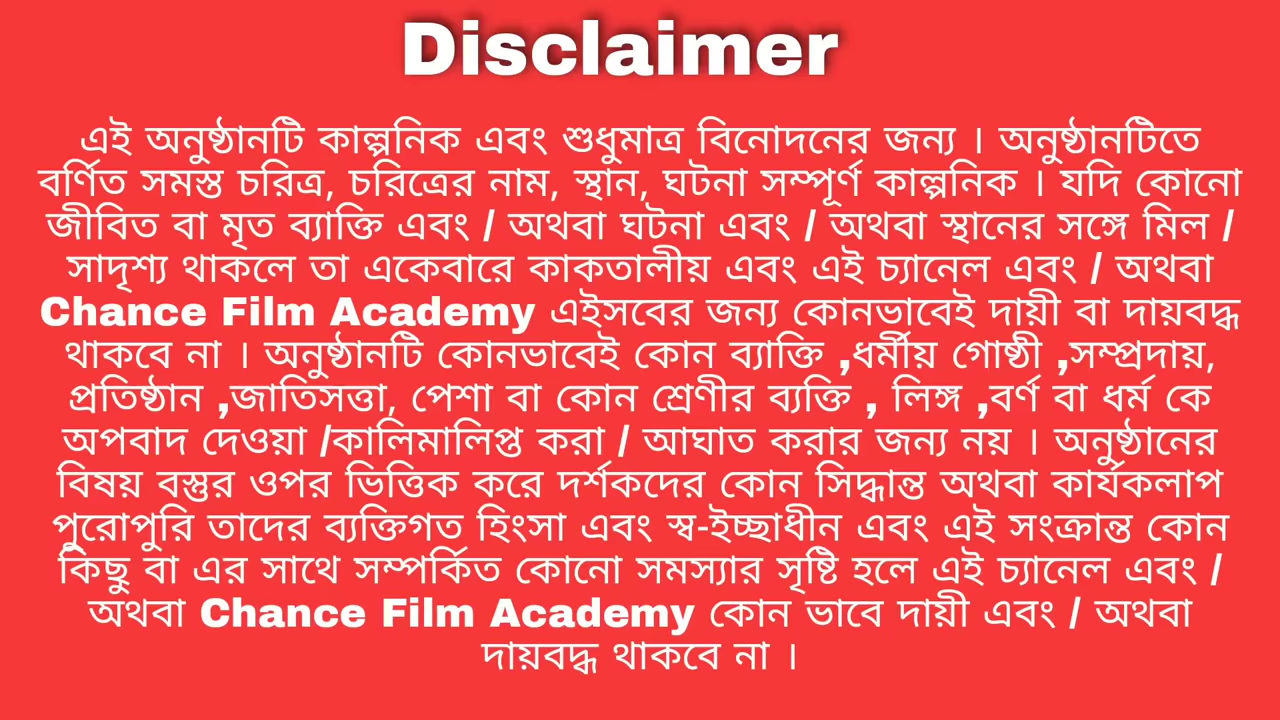 Disclaimer
এই অনুষ্ঠানটি কাল্পনিক এবং শুধুমাত্র বিনোদনের জন্য । অনুষ্ঠানটিতে
বর্ণিত সমস্ত চরিত্র, চরিত্রের নাম, স্থান, ঘটনা সম্পূর্ণ কাল্পনিক । যদি কোনো
জীবিত বা মৃত ব্যাক্তি এবং / অথবা ঘটনা এবং / অথবা স্থানের সঙ্গে মিল /
সাদৃশ্য থাকলে তা একেবারে কাকতালীয় এবং এই চ্যানেল এবং / অথবা
Chance Film Academy এইসবের জন্য কোনভাবেই দায়ী বা দায়বদ্ধ
থাকবে না । অনুষ্ঠানটি কোনভাবেই কোন ব্যাক্তি ,ধর্মীয় গোষ্ঠী ,সম্প্রদায়,
প্রতিষ্ঠান ,জাতিসত্তা, পেশা বা কোন শ্রেণীর ব্যক্তি , লিঙ্গ ,বর্ণ বা ধর্ম কে
অপবাদ দেওয়া /কালিমালিপ্ত করা / আঘাত করার জন্য নয় । অনুষ্ঠানের
বিষয় বস্তুর ওপর ভিত্তিক করে দর্শকদের কোন সিদ্ধান্ত অথবা কার্যকলাপ
পুরোপুরি তাদের ব্যক্তিগত হিংসা এবং স্ব-ইচ্ছাধীন এবং এই সংক্রান্ত কোন
কিছু বা এর সাথে সম্পর্কিত কোনো সমস্যার সৃষ্টি হলে এই চ্যানেল এবং /
অথবা Chance Film Academy কোন ভাবে দায়ী এবং / অথবা
দায়বদ্ধ থাকবে না ।